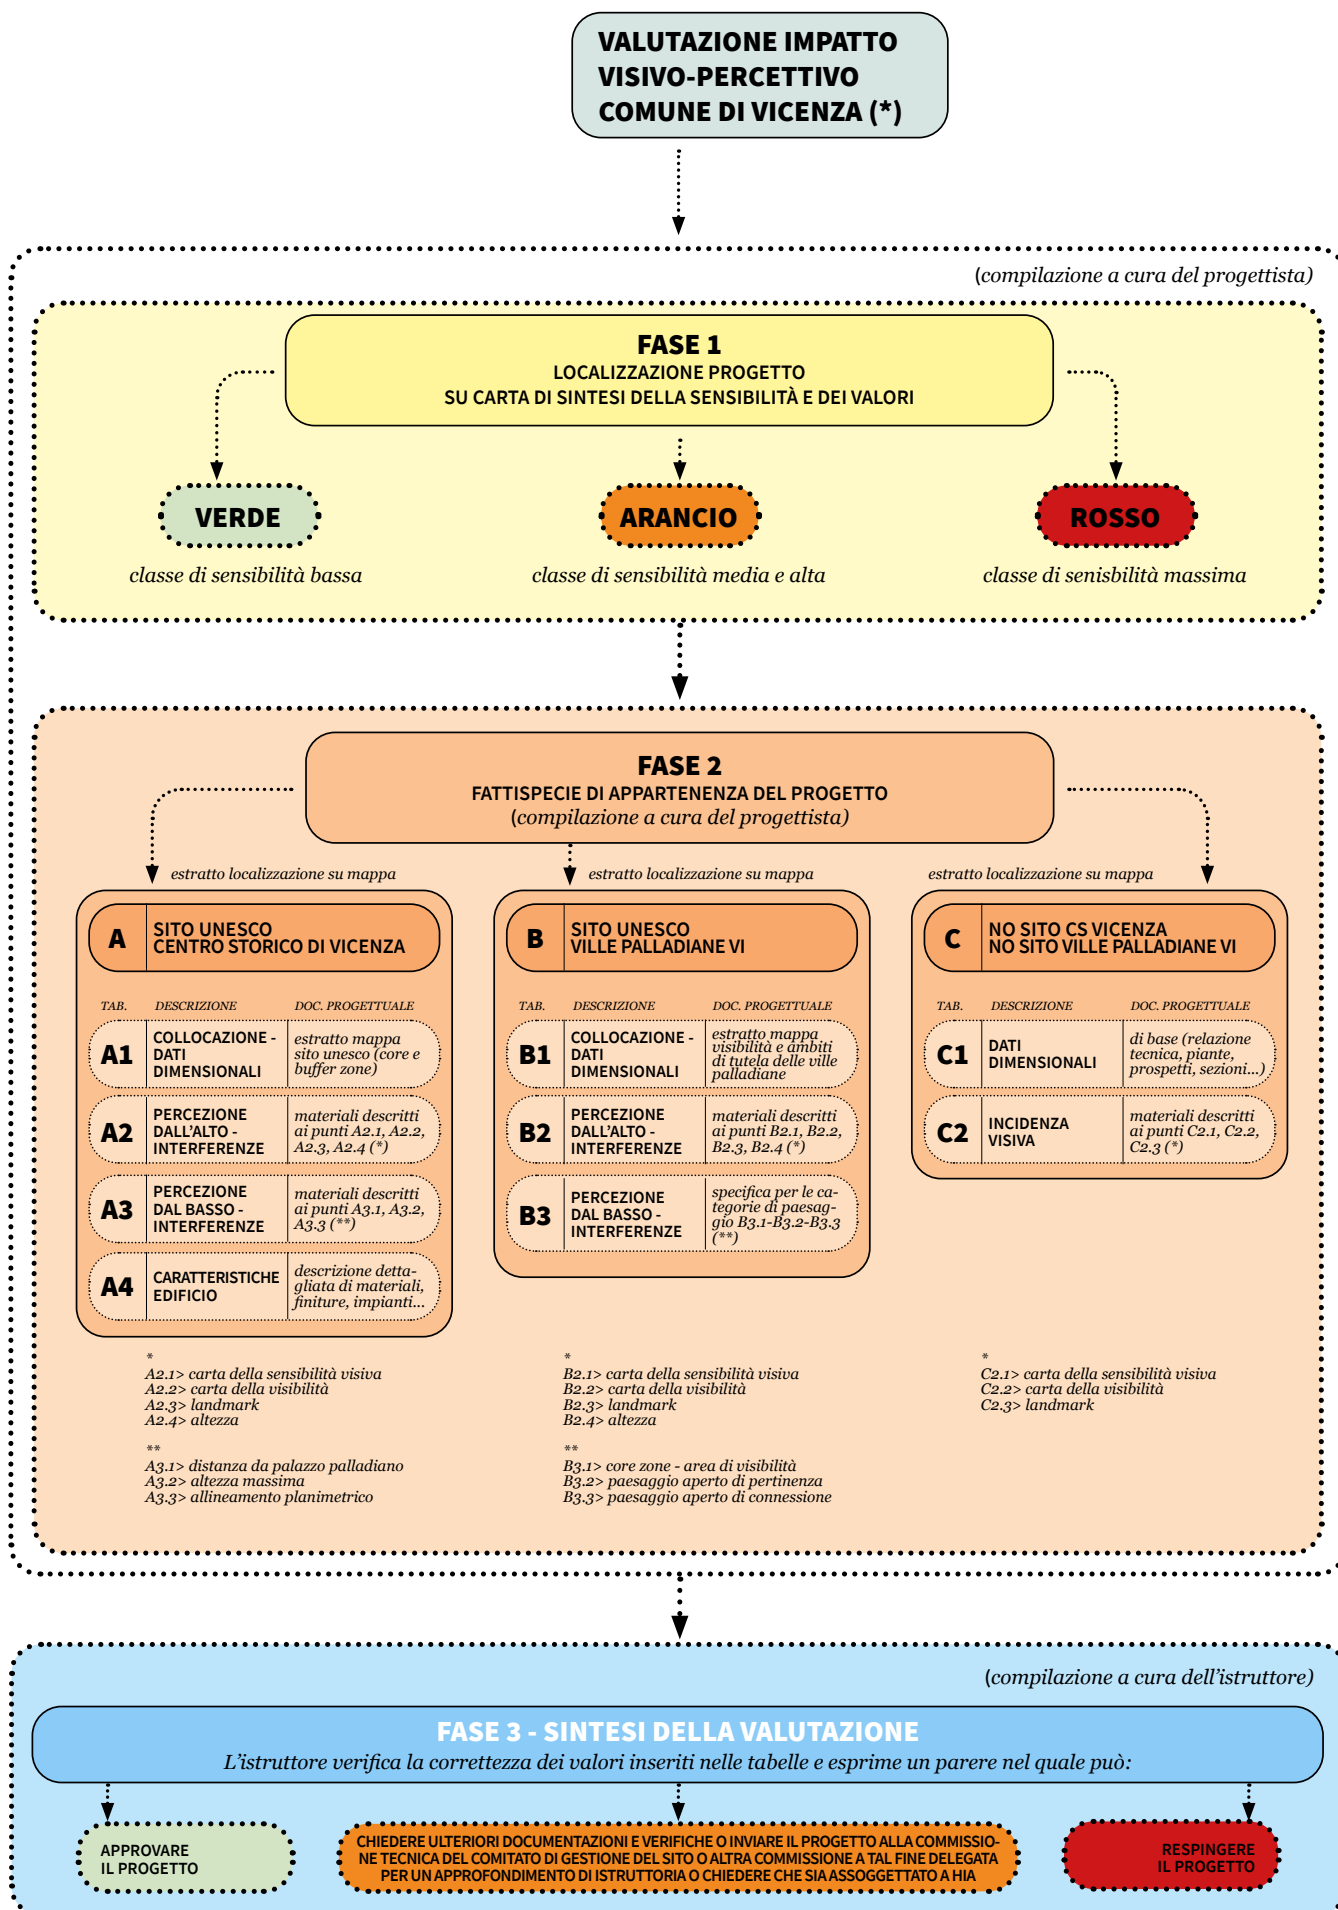 VALUTAZIONE IMPATTO
VISIVO-PERCETTIVO
COMUNE DI VICENZA (*)
(compilazione a cura del progettista)
FASE 1
LOCALIZZAZIONE PROGETTO
SU CARTA DI SINTESI DELLA SENSIBILITÀ E DEI VALORI
VERDE
classe di sensibilità bassa
ARANCIO
classe di sensibilità media e alta
ROSSO
classe di senisbilità massima
FASE 2
FATTISPECIE DI APPARTENENZA DEL PROGETTO
(compilazione a cura del progettista)
estratto localizzazione su mappa
A
SITO UNESCO
CENTRO STORICO DI VICENZA
TAB. DESCRIZIONE DOC. PROGETTUALE
A1
COLLOCAZIONE -
DATI
DIMENSIONALI
estratto mappa
sito unesco (core e
buffer zone)
A2
PERCEZIONE
DALL'ALTO -
INTERFERENZE
materiali descritti
ai punti A2.1, A2.2,
A2.3, A2.4 (*)
A3
PERCEZIONE
DAL BASSO -
INTERFERENZE
materiali descritti
ai punti A3.1, A3.2,
A3.3 (**)
A4
CARATTERISTICHE
EDIFICIO
descrizione detta-
gliata di materiali,
finiture, impianti...
*
A2.1> carta della sensibilità visiva
A2.2> carta della visibilità
A2.3> landmark
A2.4> altezza
**
A3.1> distanza da palazzo palladiano
A3.2> altezza massima
A3.3> allineamento planimetrico
estratto localizzazione su mappa
B
SITO UNESCO
VILLE PALLADIANE VI
TAB. DESCRIZIONE DOC. PROGETTUALE
B1
COLLOCAZIONE -
DATI
DIMENSIONALI
estratto mappa
visibilità e ambiti
di tutela delle ville
palladiane
B2
PERCEZIONE
DALL'ALTO -
INTERFERENZE
materiali descritti
ai punti B2.1, B2.2,
B2.3, B2.4 (*)
B3
PERCEZIONE
DAL BASSO -
INTERFERENZE
specifica per le ca-
tegorie di paesag-
gio B3.1-B3.2-B3.3
(**)
*
B2.1> carta della sensibilità visiva
B2.2> carta della visibilità
B2.3> landmark
B2.4> altezza
**
B3.1> core zone - area di visibilità
B3.2> paesaggio aperto di pertinenza
B3.3> paesaggio aperto di connessione
estratto localizzazione su mappa
C
NO SITO CS VICENZA
NO SITO VILLE PALLADIANE VI
TAB. DESCRIZIONE DOC. PROGETTUALE
C1
DATI
DIMENSIONALI
di base (relazione
tecnica, piante,
prospetti, sezioni...)
C2
INCIDENZA
VISIVA
materiali descritti
ai punti C2.1, C2.2,
C2.3 (*)
*
C2.1> carta della sensibilità visiva
C2.2> carta della visibilità
C2.3> landmark
(compilazione a cura dell'istruttore)
FASE 3 - SINTESI DELLA VALUTAZIONE
L'istruttore verifica la correttezza dei valori inseriti nelle tabelle e esprime un parere nel quale può:
APPROVARE
IL PROGETTO
CHIEDERE ULTERIORI DOCUMENTAZIONI E VERIFICHE O INVIARE IL PROGETTO ALLA COMMISSIO-
NE TECNICA DEL COMITATO DI GESTIONE DEL SITO O ALTRA COMMISSIONE A TAL FINE DELEGATA
PER UN APPROFONDIMENTO DI ISTRUTTORIA O CHIEDERE CHE SIA ASSOGGETTATO A HIA
RESPINGERE
IL PROGETTO